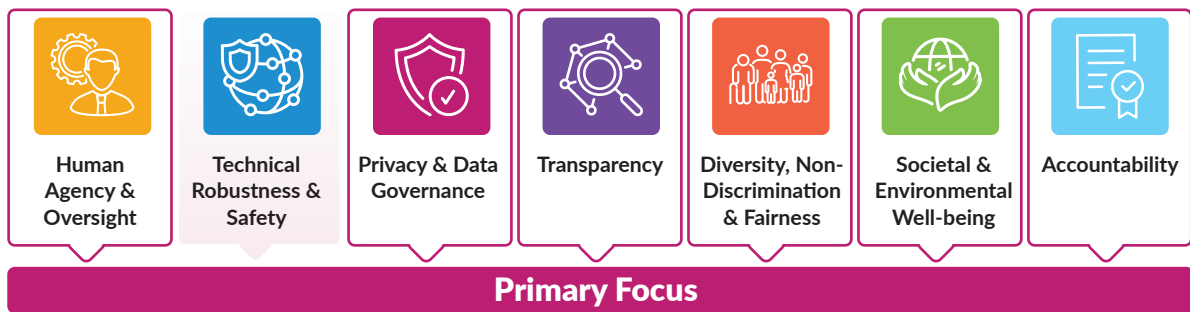 Human
Agency &
Oversight
Technical
Robustness &
Safety
Privacy & Data
Governance
Transparency
Diversity, Non-
Discrimination
& Fairness
Societal &
Environmental
Well-being
Accountability
Primary Focus